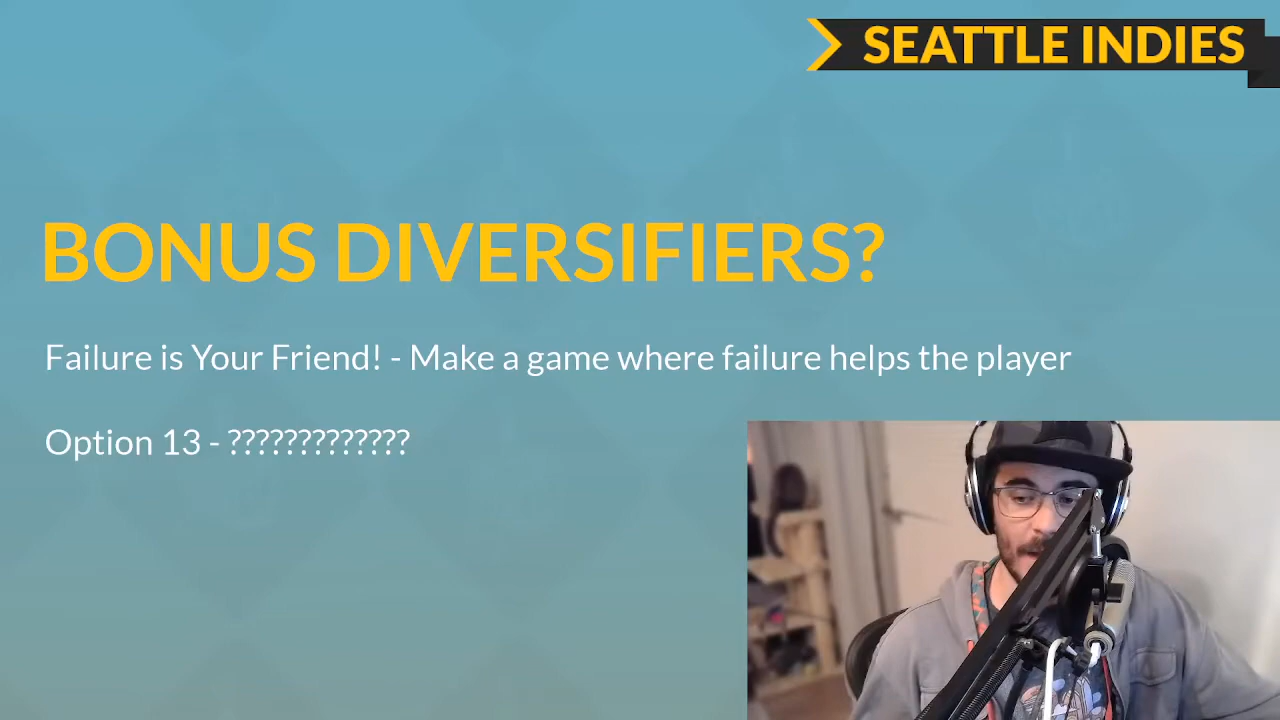 SEATTLE INDIES
BONUS DIVERSIFIERS?
Failure is Your Friend! - Make a game where failure helps the player
Option 13 - ?????????????